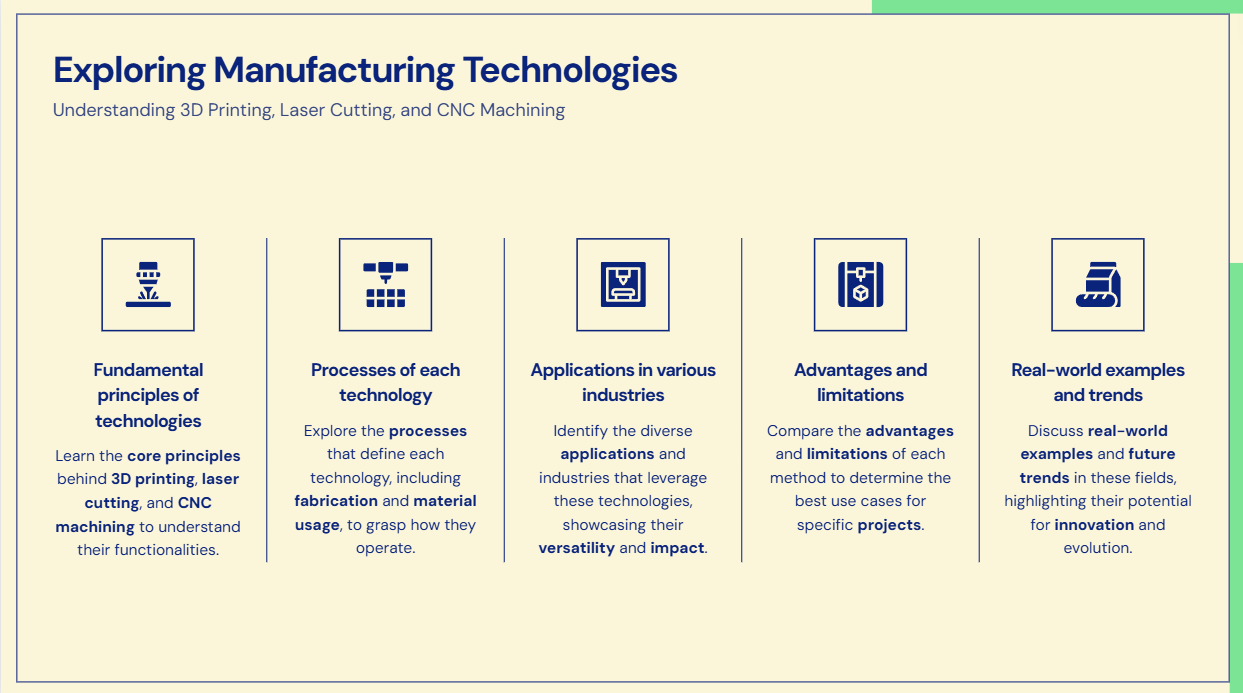 Exploring Manufacturing Technologies
Understanding 3D Printing, Laser Cutting, and CNC Machining
Fundamental
principles of
technologies
Learn the core principles
behind 3D printing, laser
cutting, and CNC
machining to understand
their functionalities.
Processes of each
technology
Explore the processes
that define each
technology, including
fabrication and material
usage, to grasp how they
operate.
Applications in various
industries
Identify the diverse
applications and
industries that leverage
these technologies,
showcasing their
versatility and impact.
Advantages and
limitations
Compare the advantages
and limitations of each
method to determine the
best use cases for
specific projects.
Real-world examples
and trends
Discuss real-world
examples and future
trends in these fields,
highlighting their potential
for innovation and
evolution.